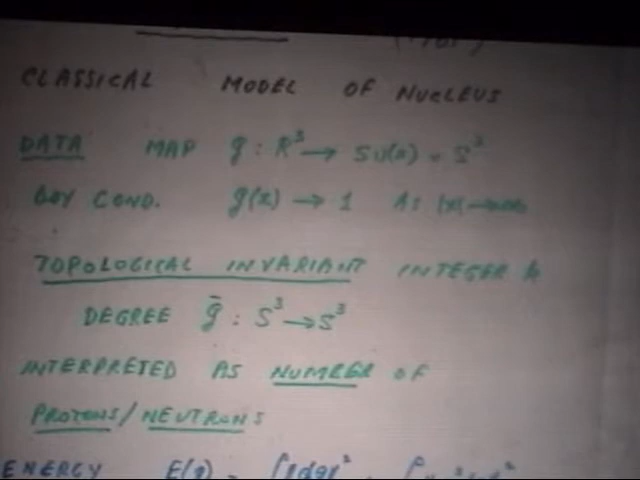 CLASSICAL MODEL OF NUCLEUS
DATA MAP g : R³ → SU(2) = S³
BDY COND. g(x) → 1 AS |x| → ∞
TOPOLOGICAL INVARIANT INTEGER k
DEGREE ḡ : S³ → S³
INTERPRETED AS NUMBER OF
PROTONS/NEUTRONS
ENERGY E(g) =